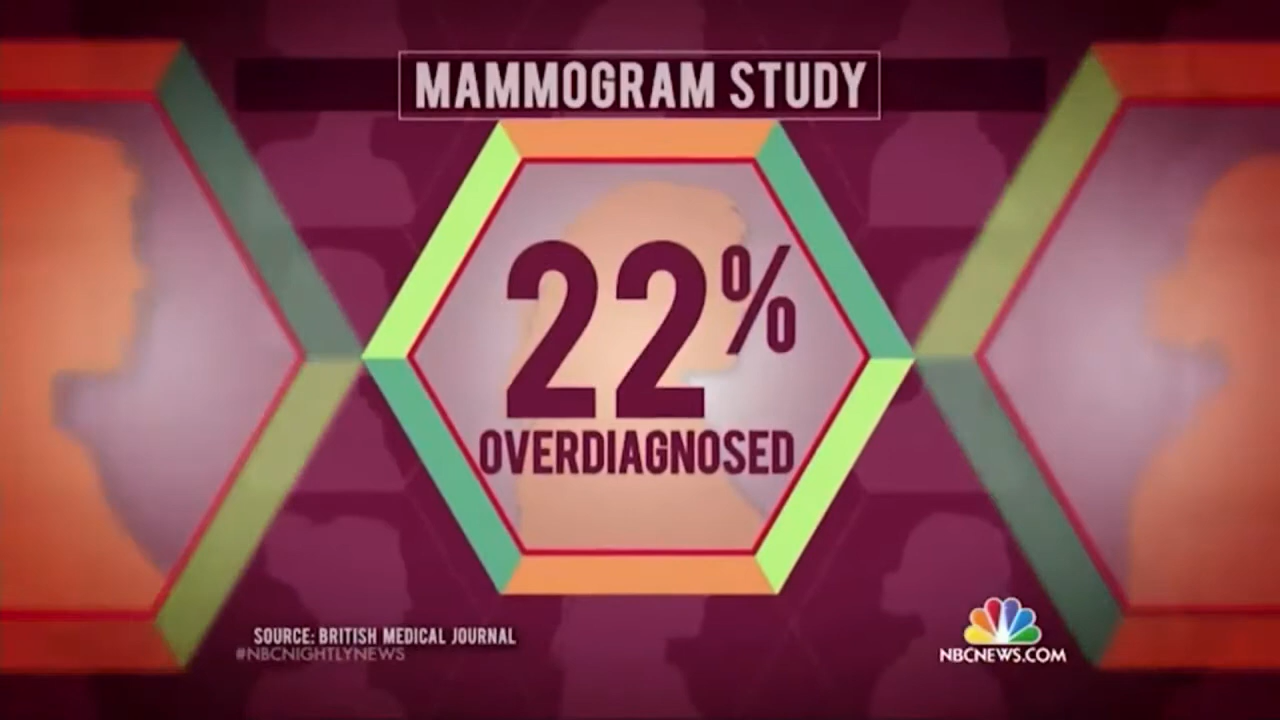 MAMMOGRAM STUDY
22%
OVERDIAGNOSED
SOURCE: BRITISH MEDICAL JOURNAL
#NBCNIGHTLYNEWS
NBCNEWS.COM